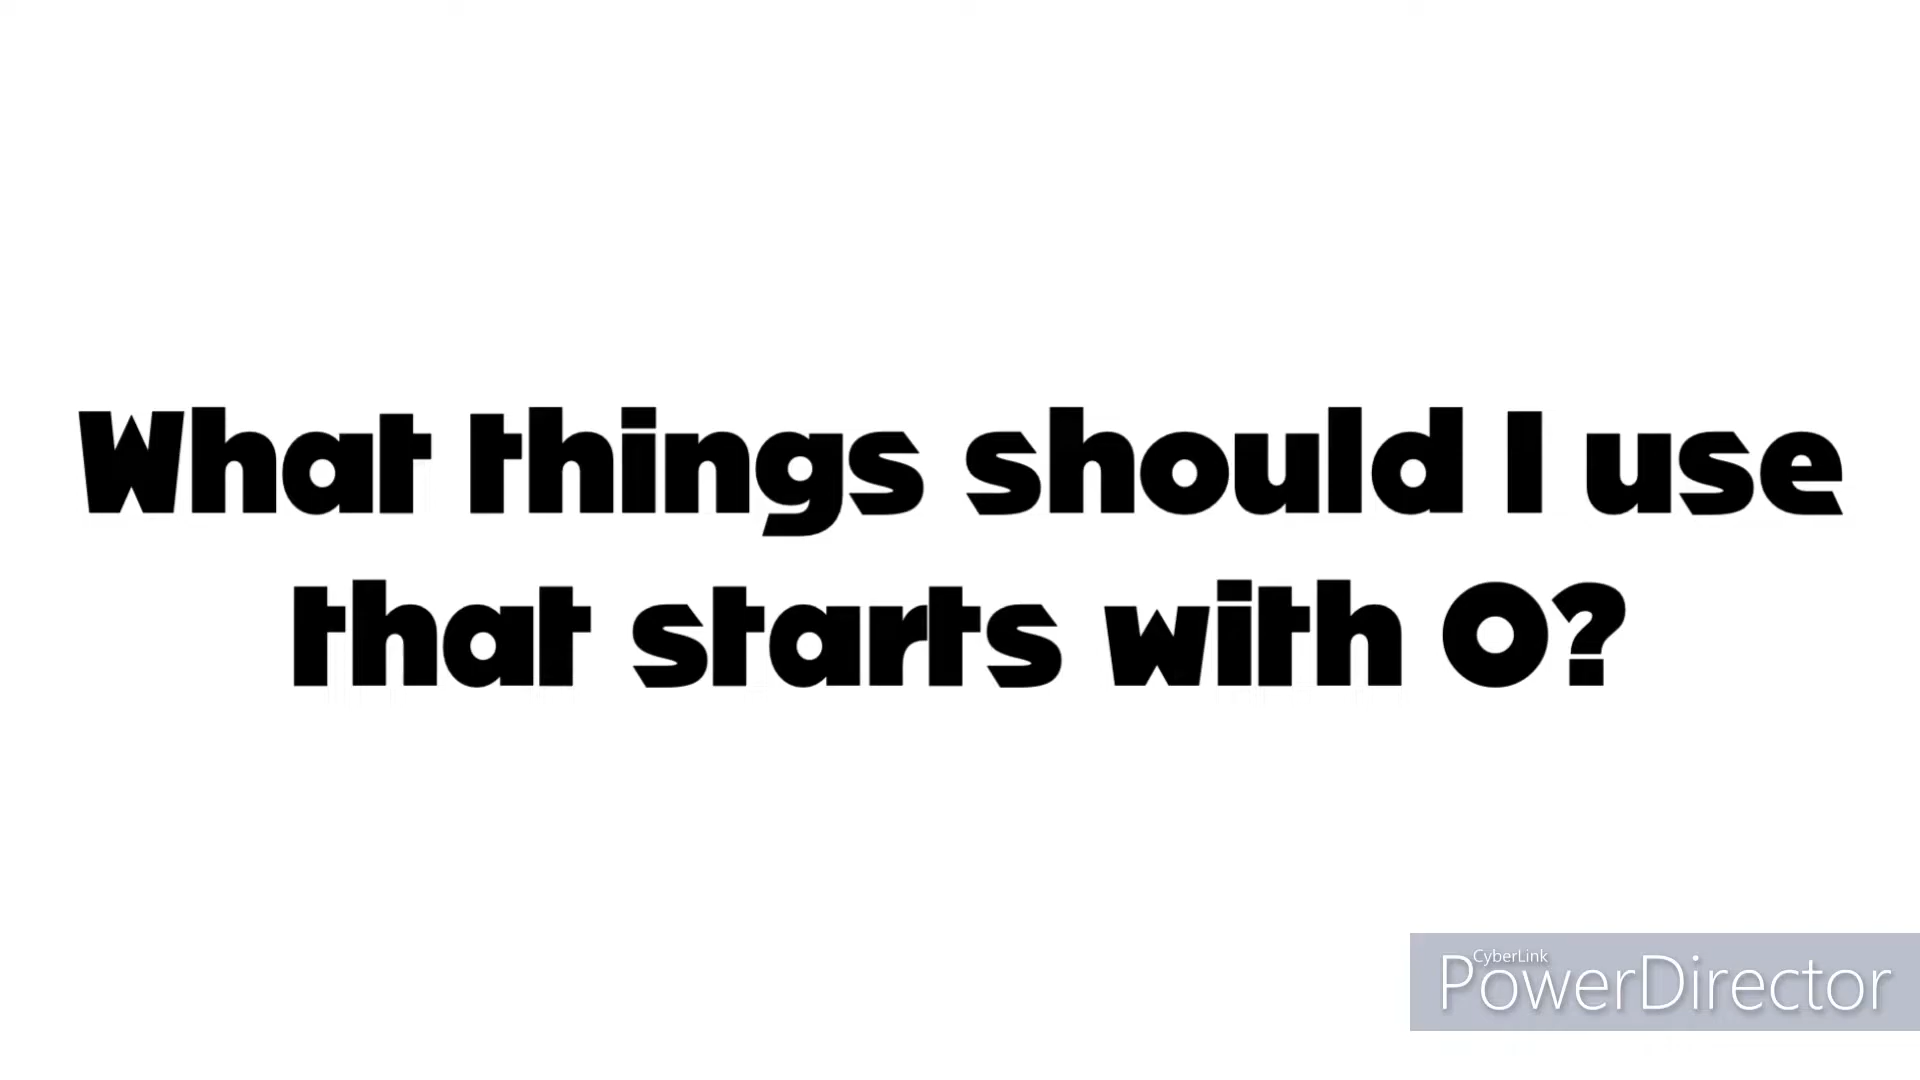 What things should I use
that starts with O?
CyberLink
PowerDirector